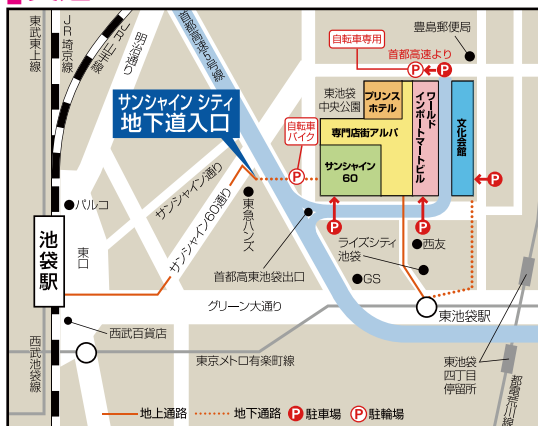 東武東上線
JR埼京線
JR山手線
明治通り
首都高速5号線
豊島郵便局
自転車専用
首都高速より
P
P
東池袋
中央公園
プリンス
ホテル
ワールド
インポートマートビル
文化会館
専門店街アルパ
サンシャイン
60
サンシャイン シティ
地下道入口
自転車
バイク
P
P
P
P
サンシャイン通り
サンシャイン60通り
東急ハンズ
パルコ
東口
池袋駅
首都高東池袋出口
ライズシティ
池袋
西友
GS
グリーン大通り
東池袋駅
西武百貨店
西武池袋線
東京メトロ有楽町線
東池袋
四丁目
停留所
都電荒川線
地上通路
地下通路
P駐車場
P駐輪場